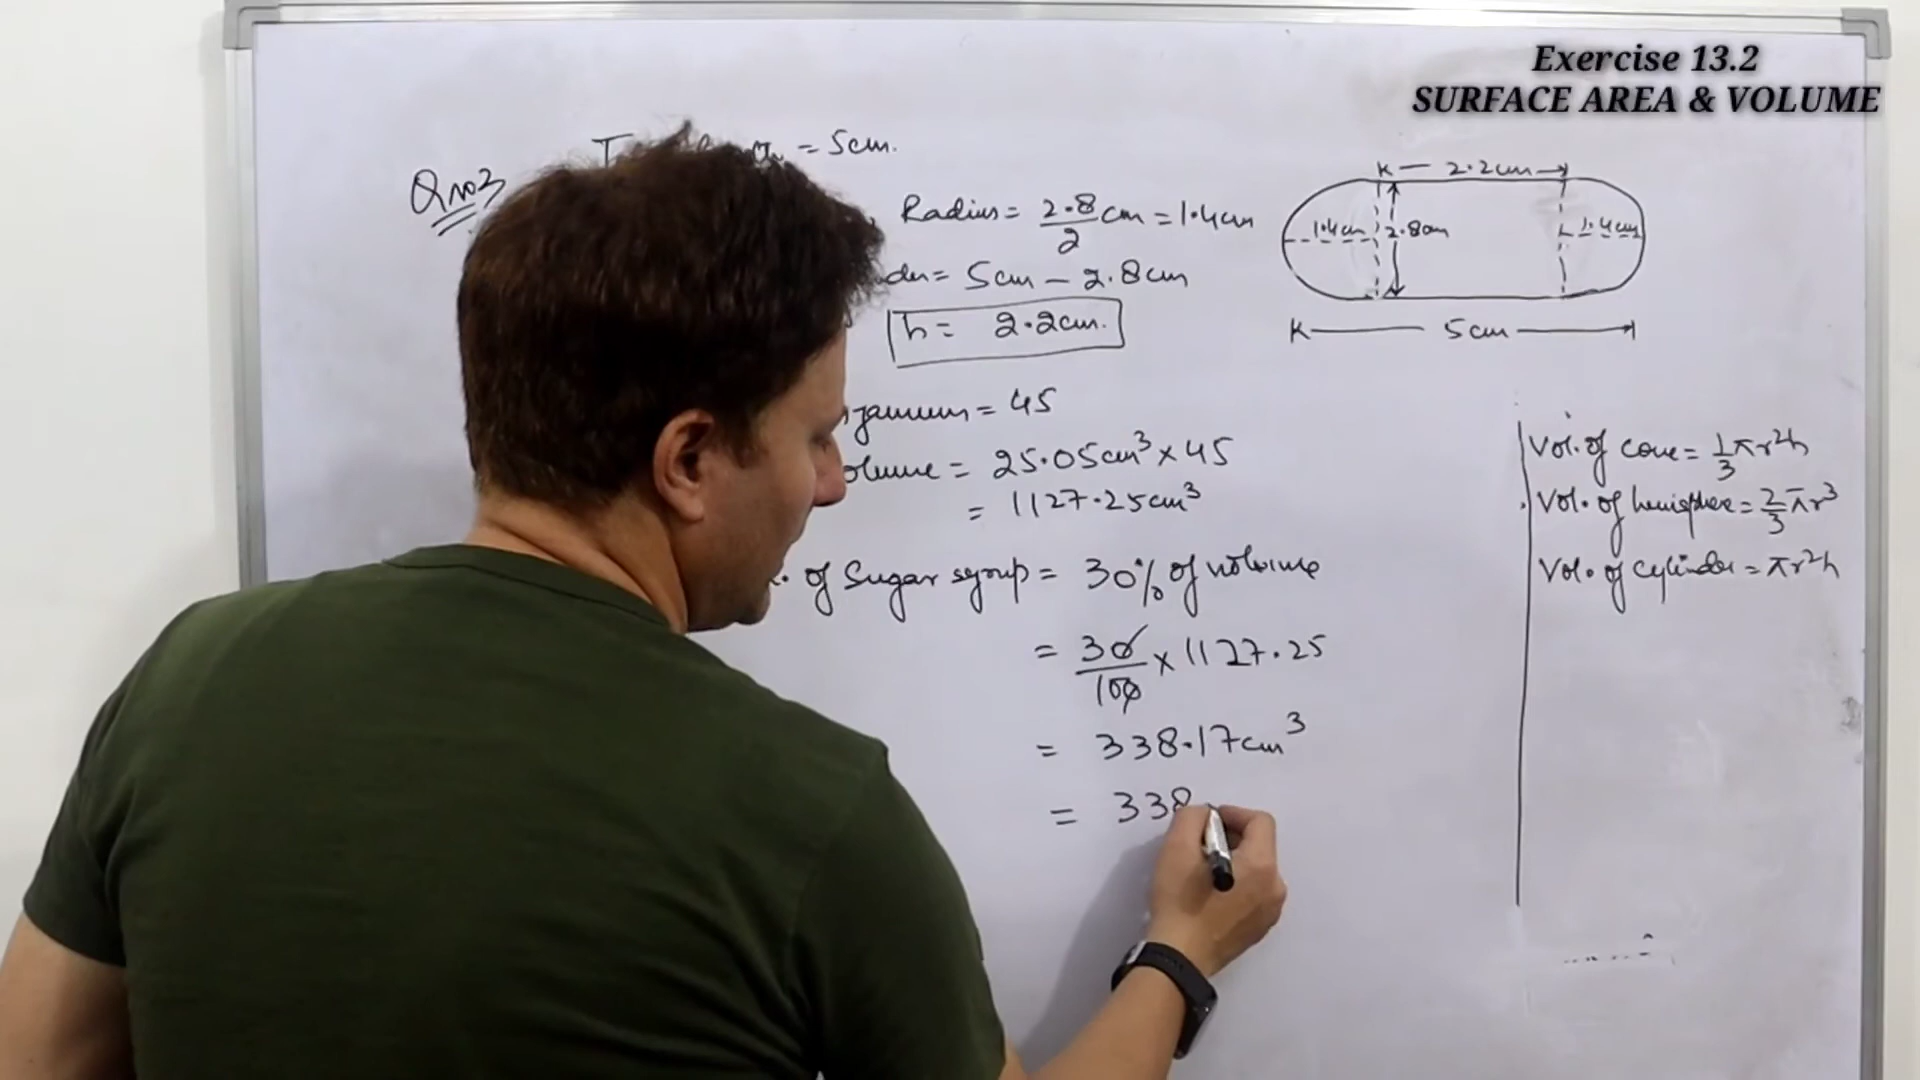 Exercise 13.2
SURFACE AREA & VOLUME
= 5cm.
Qno3
Radius = 2.8/2 cm = 1.4cm
= 5cm – 2.8cm
h = 2.2cm.
= 45
= 25.05cm³ × 45
= 1127.25cm³
of Sugar syrup = 30% of volume
= 30/100 × 1127.25
= 338.17cm³
= 338
2.2cm
1.4cm 2.8cm 1.4cm
5cm
Vol. of cone = 1/3 πr²h
Vol. of hemisphere = 2/3 πr³
Vol. of cylinder = πr²h